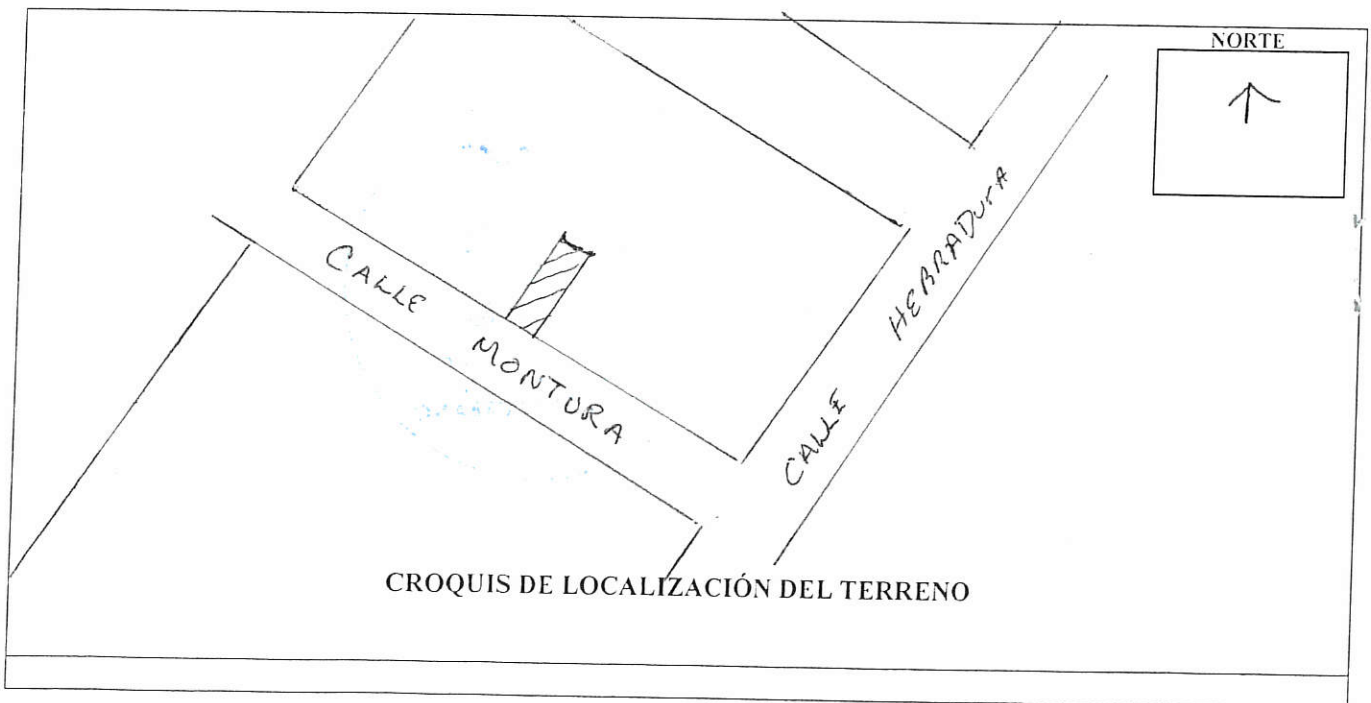 NORTE
CALLE MONTURA
CALLE HEBRADURA
CROQUIS DE LOCALIZACIÓN DEL TERRENO